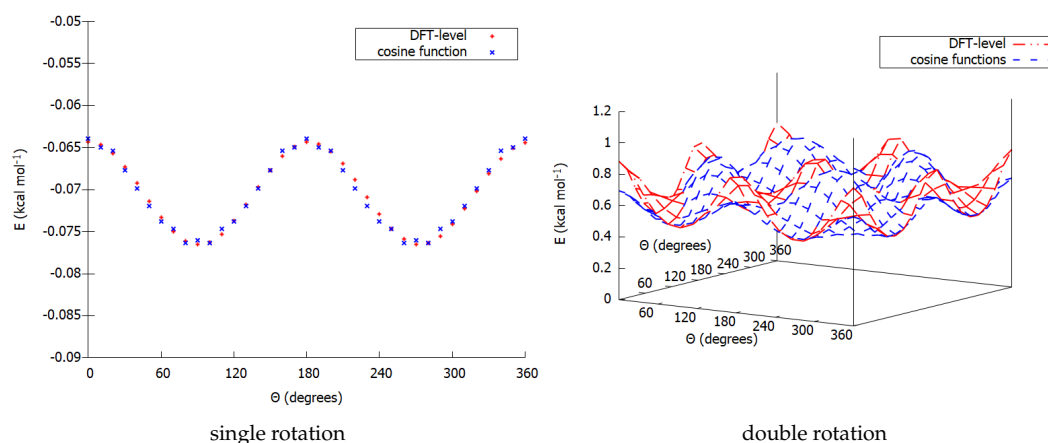 -0.05
-0.055
-0.06
-0.065
-0.07
-0.075
-0.08
-0.085
-0.09
E (kcal mol⁻¹)
DFT-level
cosine function
0 60 120 180 240 300 360
Θ (degrees)
single rotation
DFT-level
cosine functions
1.2
1
0.8
0.6
0.4
0.2
0
E (kcal mol⁻¹)
Θ (degrees)
60 120 180 240 300 360
60 120 180 240 300 360
Θ (degrees)
double rotation